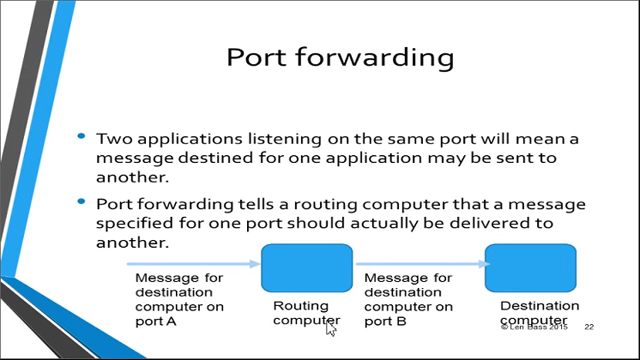 Port forwarding
Two applications listening on the same port will mean a
message destined for one application may be sent to
another.
Port forwarding tells a routing computer that a message
specified for one port should actually be delivered to
another.
Message for
destination
computer on
port A
Routing
computer
Message for
destination
computer on
port B
Destination
computer
© Len Bass 2015
22